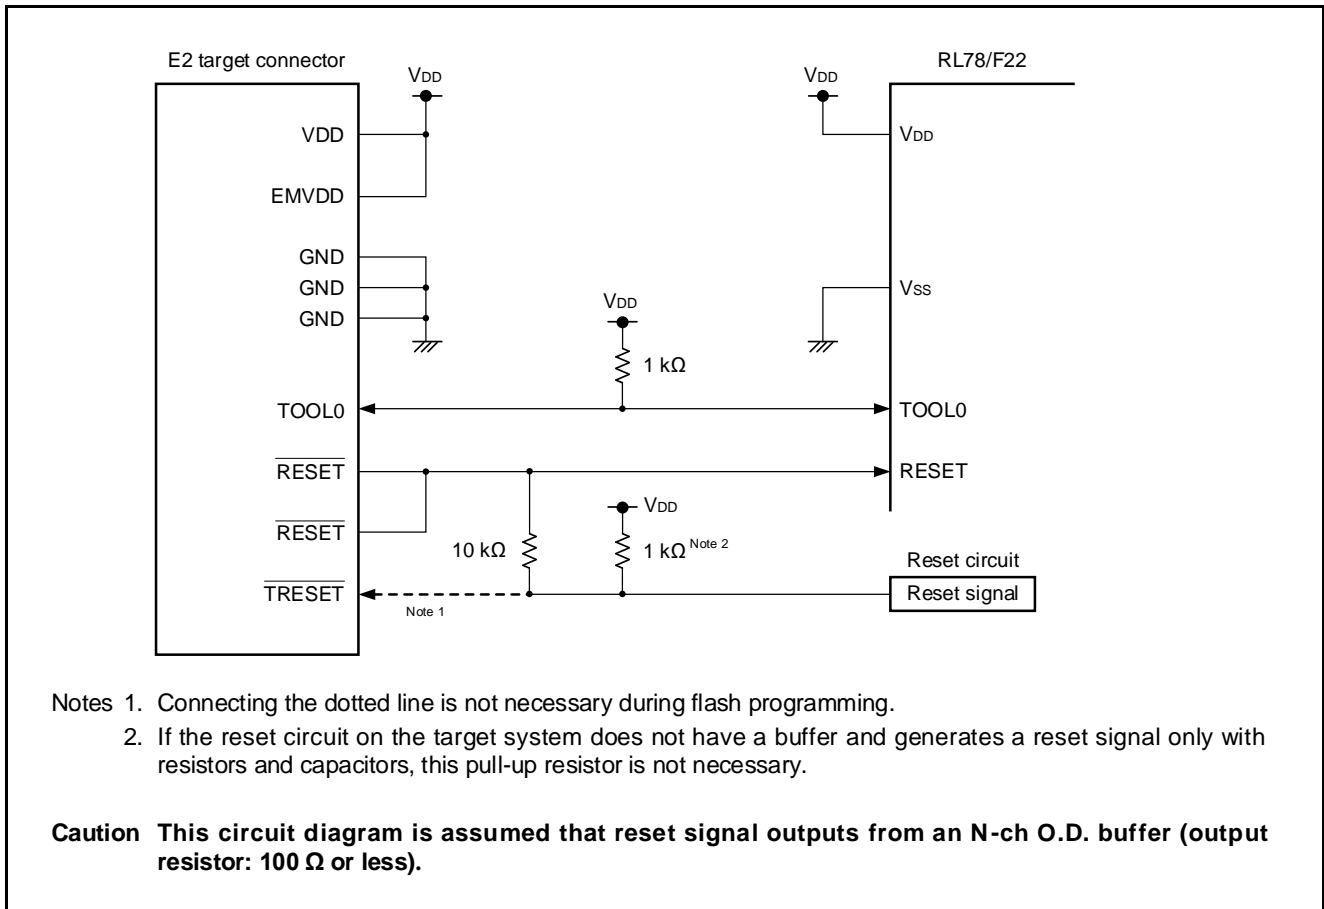 E2 target connector
RL78/F22
VDD
VDD
VDD
VDD
EMVDD
GND
GND
GND
VSS
VDD
1 kΩ
TOOL0
TOOL0
RESET
RESET
VDD
RESET
10 kΩ
1 kΩ Note 2
Reset circuit
TRESET
Note 1
Reset signal
Notes 1. Connecting the dotted line is not necessary during flash programming.
2. If the reset circuit on the target system does not have a buffer and generates a reset signal only with
resistors and capacitors, this pull-up resistor is not necessary.
Caution This circuit diagram is assumed that reset signal outputs from an N-ch O.D. buffer (output
resistor: 100 Ω or less).